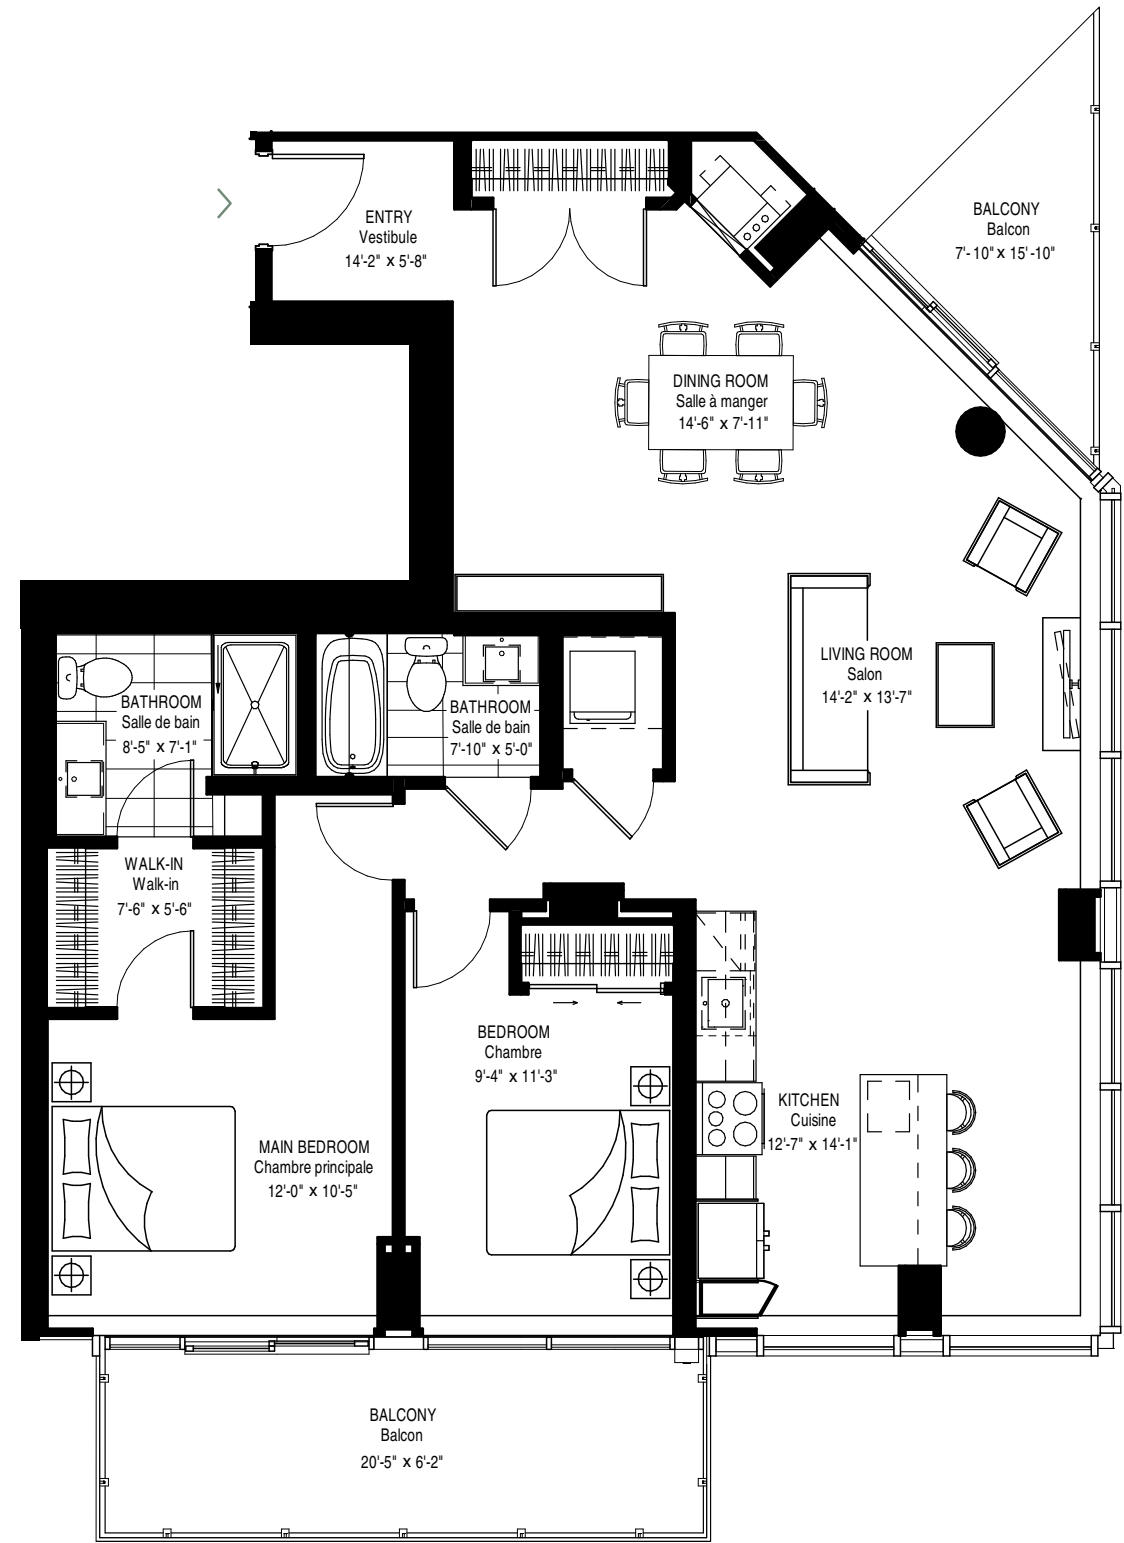 BALCONY
Balcon
7'-10" x 15'-10"
ENTRY
Vestibule
14'-2" x 5'-8"
DINING ROOM
Salle à manger
14'-6" x 7'-11"
LIVING ROOM
Salon
14'-2" x 13'-7"
BATHROOM
Salle de bain
8'-5" x 7'-1"
BATHROOM
Salle de bain
7'-10" x 5'-0"
WALK-IN
Walk-in
7'-6" x 5'-6"
BEDROOM
Chambre
9'-4" x 11'-3"
KITCHEN
Cuisine
12'-7" x 14'-1"
MAIN BEDROOM
Chambre principale
12'-0" x 10'-5"
BALCONY
Balcon
20'-5" x 6'-2"